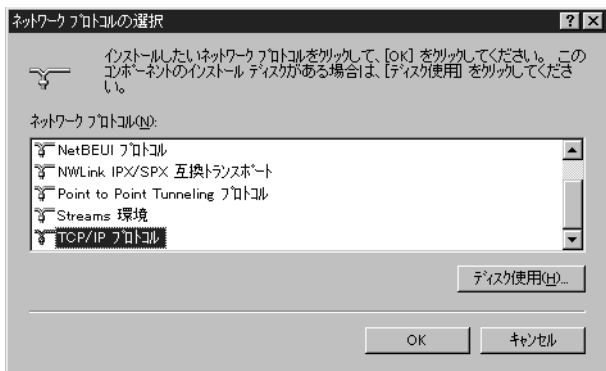 ネットワーク プロトコルの選択
インストールしたいネットワーク プロトコルをクリックして、[OK] をクリックしてください。 この
コンポーネントのインストール ディスクがある場合は、[ディスク使用] をクリックしてくださ
い。
ネットワーク プロトコル(N):
NetBEUI プロトコル
NWLink IPX/SPX 互換トランスポート
Point to Point Tunneling プロトコル
Streams 環境
TCP/IP プロトコル
ディスク使用(H)...
OK
キャンセル